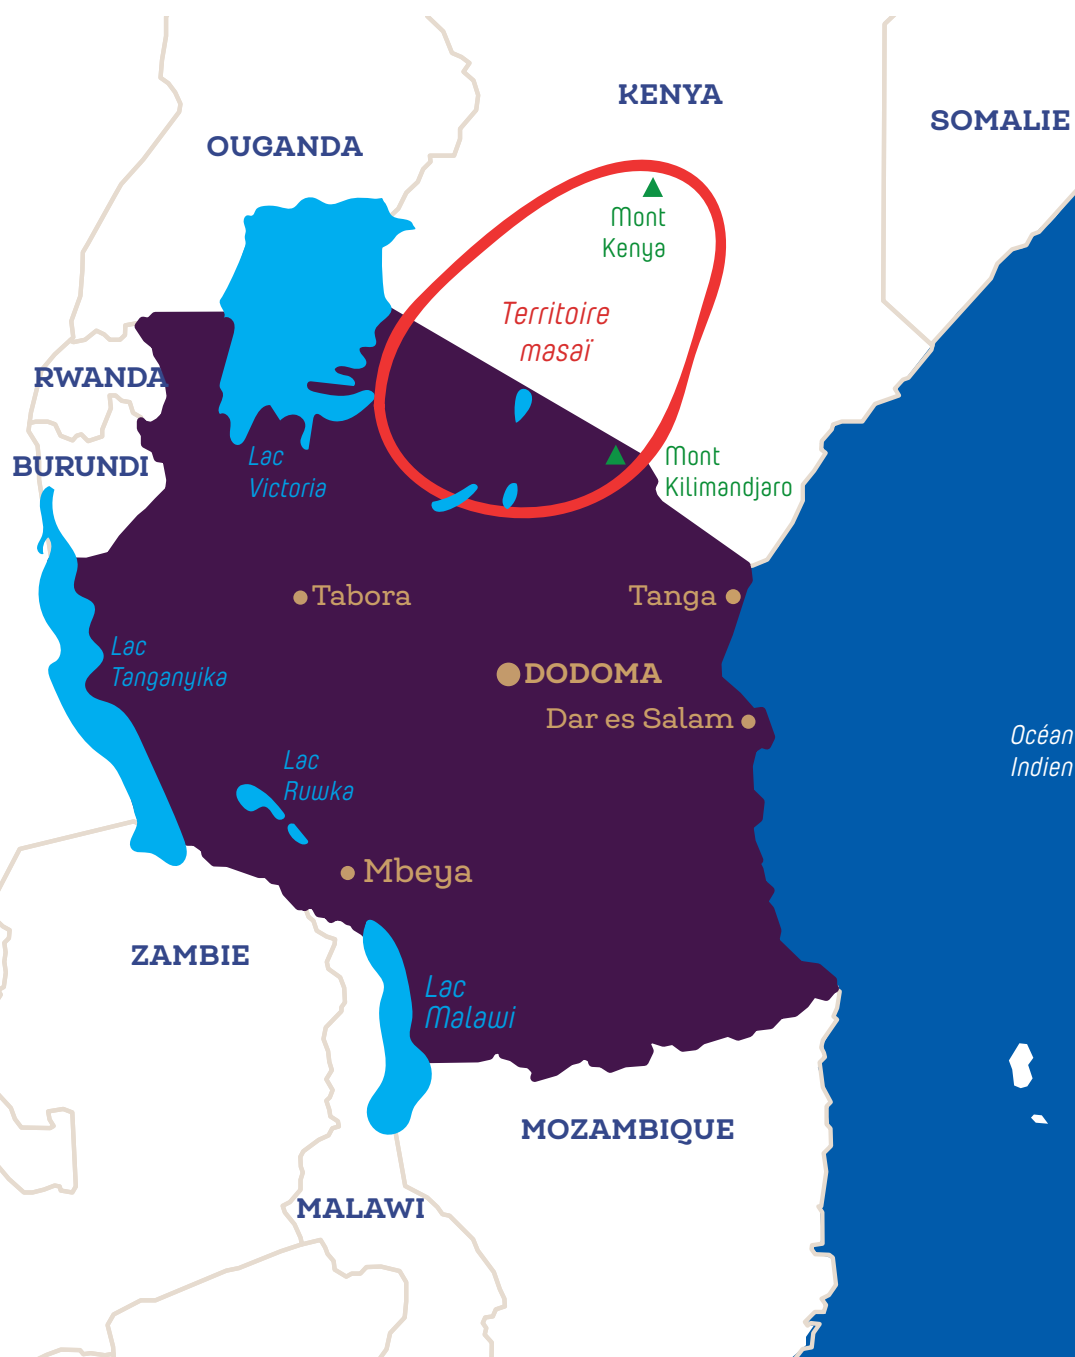 KENYA
SOMALIE
OUGANDA
Mont
Kenya
Territoire
masaï
RWANDA
BURUNDI
Lac
Victoria
Mont
Kilimandjaro
Tabora
Tanga
Lac
Tanganyika
DODOMA
Dar es Salam
Océan
Indien
Lac
Ruwka
Mbeya
ZAMBIE
Lac
Malawi
MOZAMBIQUE
MALAWI